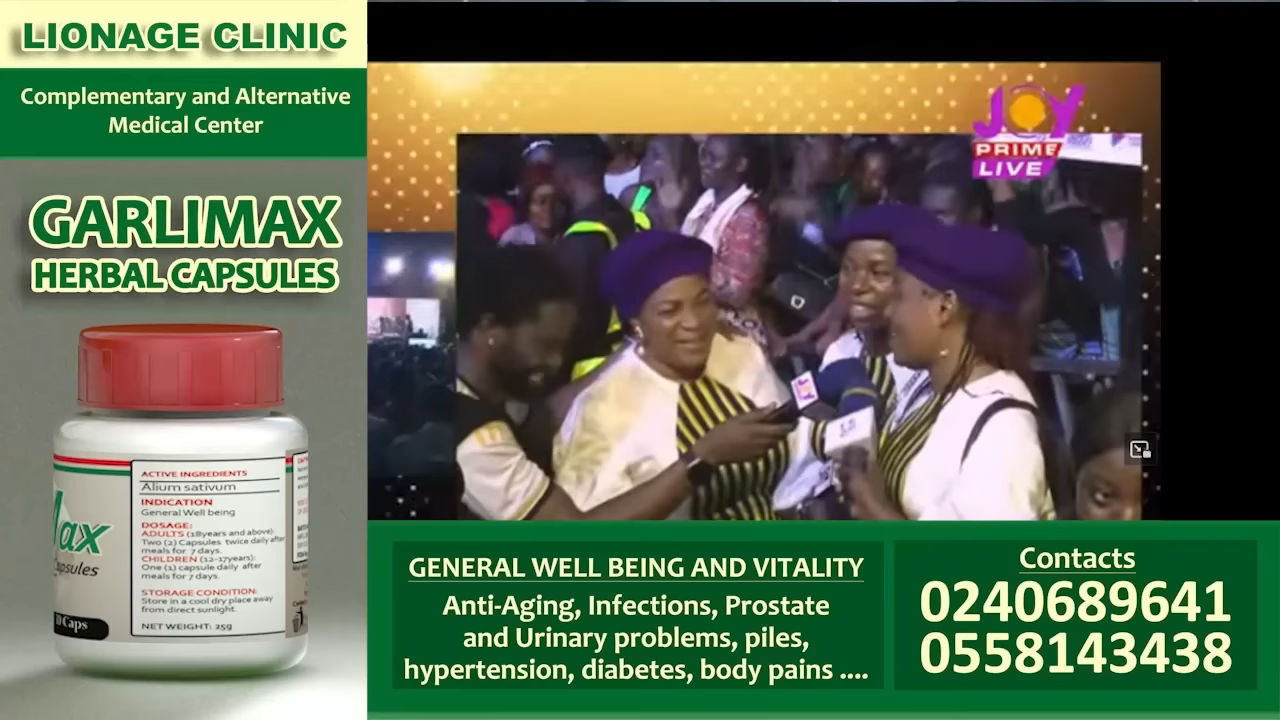 LIONAGE CLINIC
Complementary and Alternative
Medical Center
GARLIMAX
HERBAL CAPSULES
ACTIVE INGREDIENTS
Alium sativum
INDICATION
General Well being
DOSAGE:
ADULTS (18years and above):
Two (2) Capsules twice daily after
meals for 7 days.
CHILDREN (12-17years):
One (1) capsule daily after
meals for 7 days.
STORAGE CONDITION:
Store in a cool dry place away
from direct sunlight.
NET WEIGHT: 25g
Caps
JOY
PRIME
LIVE
JOY
GENERAL WELL BEING AND VITALITY
Anti-Aging, Infections, Prostate
and Urinary problems, piles,
hypertension, diabetes, body pains ....
Contacts
0240689641
0558143438